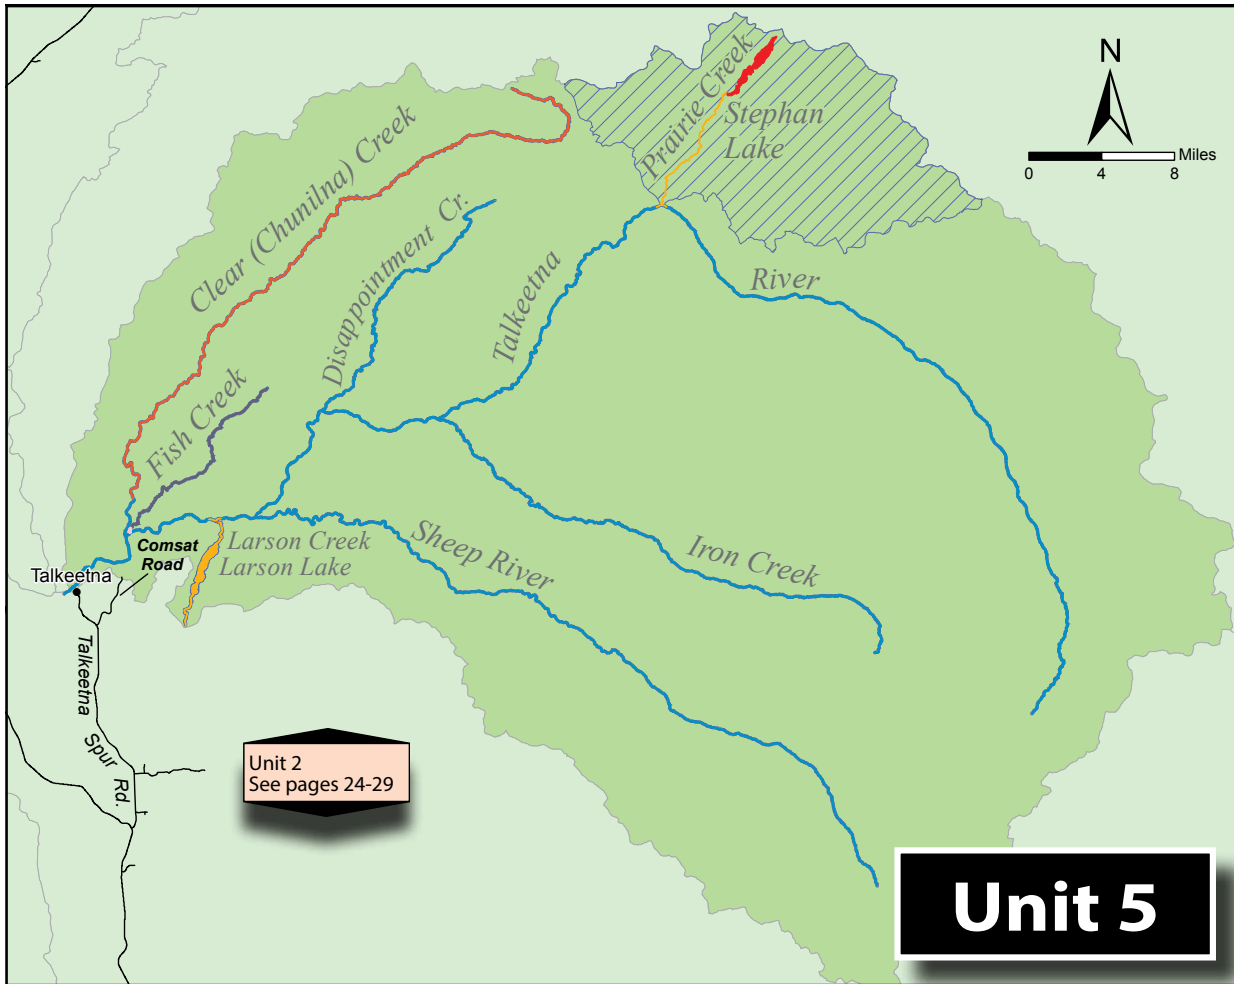 Prairie Creek
Stephan
Lake
N
Miles
0 4 8
Clear (Chunilna) Creek
Disappointment Cr.
Talkeetna
River
Fish Creek
Comsat
Road
Larson Creek
Larson Lake
Sheep River
Iron Creek
Talkeetna
Talkeetna
Spur Rd.
Unit 2
See pages 24-29
Unit 5